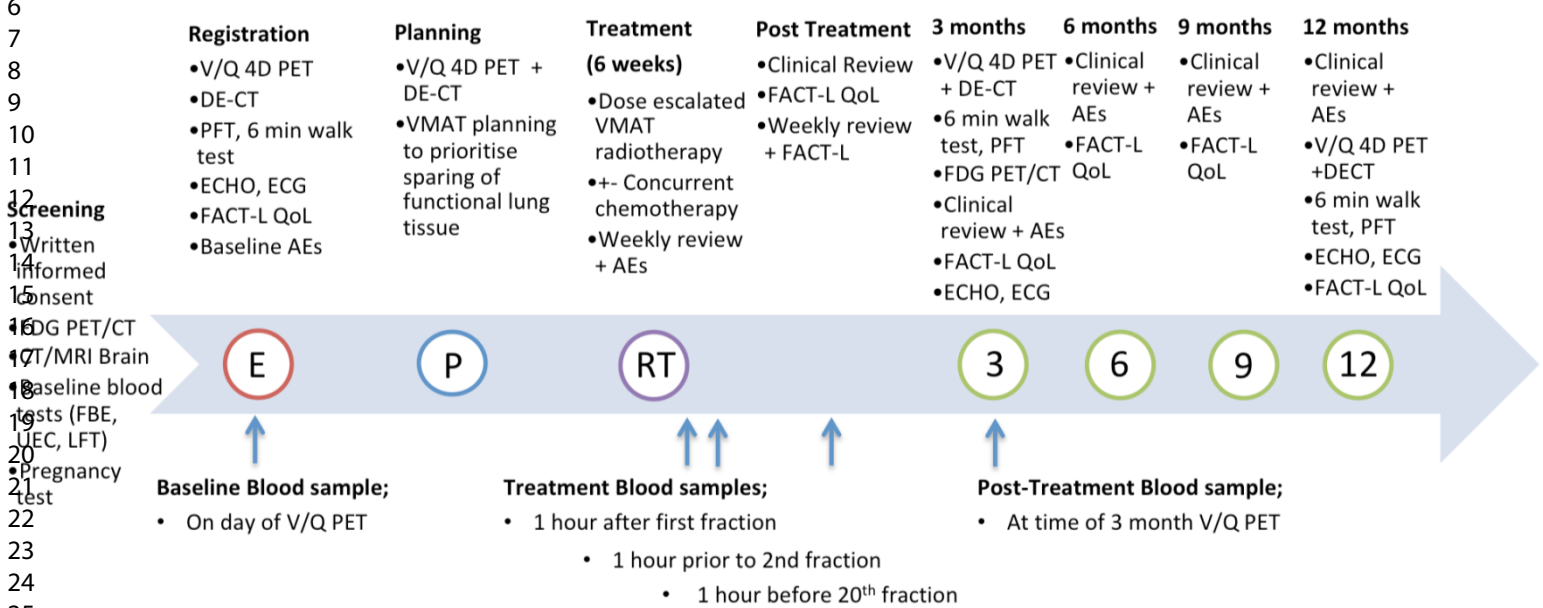 6
7
8
9
10
11
12
13
14
15
16
17
18
19
20
21
22
23
24
25
Screening
•Written
informed
consent
•FDG PET/CT
•CT/MRI Brain
•Baseline blood
tests (FBE,
UEC, LFT)
•Pregnancy
test
Registration
•V/Q 4D PET
•DE-CT
•PFT, 6 min walk
test
•ECHO, ECG
•FACT-L QoL
•Baseline AEs
Planning
•V/Q 4D PET +
DE-CT
•VMAT planning
to prioritise
sparing of
functional lung
tissue
Treatment
(6 weeks)
•Dose escalated
VMAT
radiotherapy
•+- Concurrent
chemotherapy
•Weekly review
+ AEs
Post Treatment
•Clinical Review
•FACT-L QoL
•Weekly review
+ FACT-L
3 months
•V/Q 4D PET
+ DE-CT
•6 min walk
test, PFT
•FDG PET/CT
•Clinical
review + AEs
•FACT-L QoL
•ECHO, ECG
6 months
•Clinical
review +
AEs
•FACT-L
QoL
9 months
•Clinical
review +
AEs
•FACT-L
QoL
12 months
•Clinical
review +
AEs
•V/Q 4D PET
+DECT
•6 min walk
test, PFT
•ECHO, ECG
•FACT-L QoL
E
P
RT
3
6
9
12
Baseline Blood sample;
• On day of V/Q PET
Treatment Blood samples;
• 1 hour after first fraction
• 1 hour prior to 2nd fraction
• 1 hour before 20th fraction
Post-Treatment Blood sample;
• At time of 3 month V/Q PET